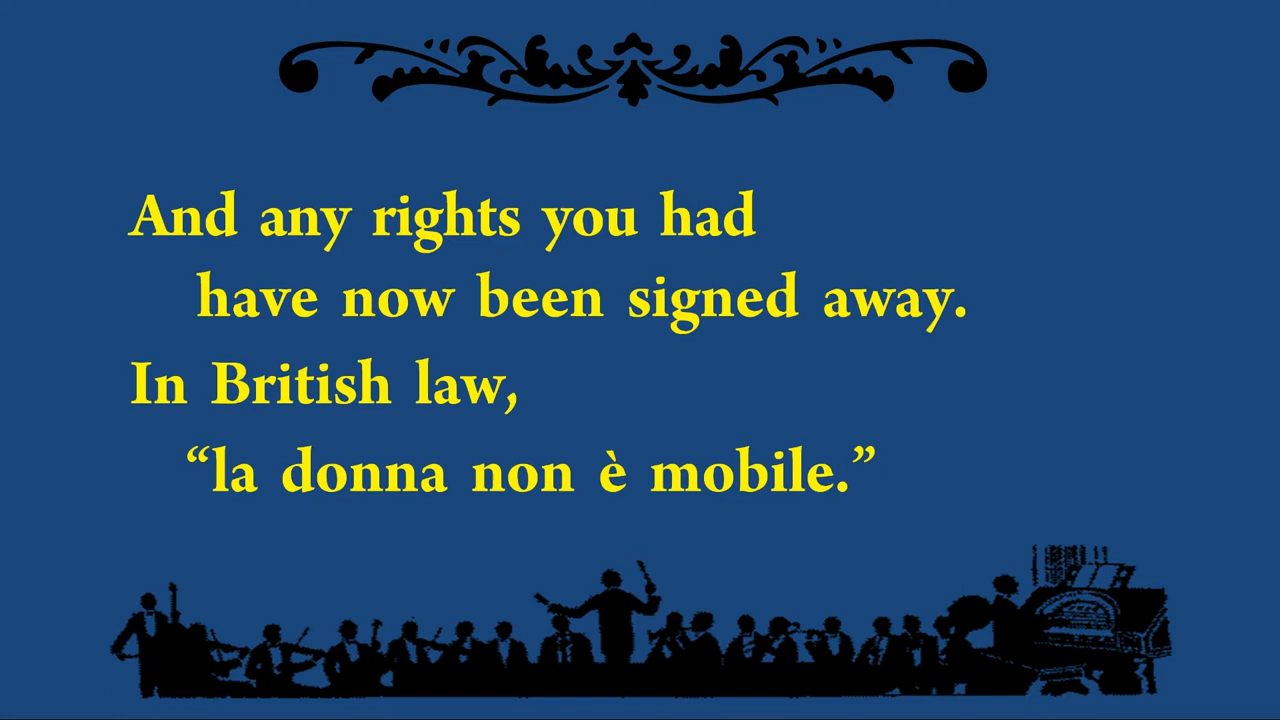 And any rights you had
have now been signed away.
In British law,
“la donna non è mobile.”